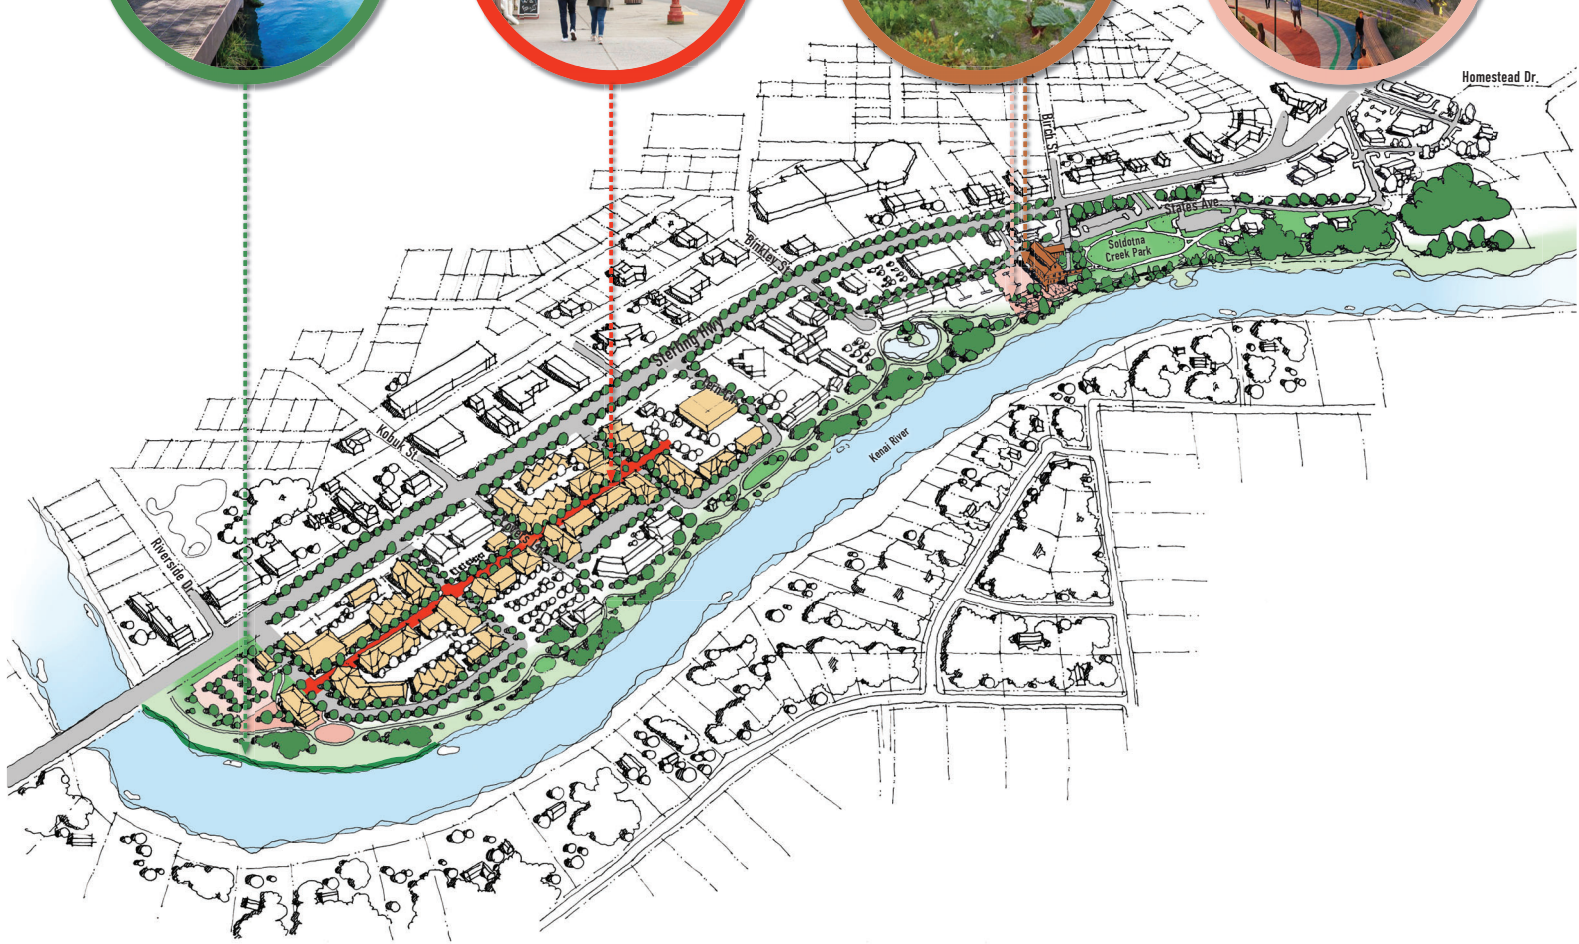 Homestead Dr.
Birch St.
States Ave.
Soldotna
Creek Park
Binkley St.
Sterling Hwy
Kenai River
Kobuk St.
Riverside Dr.